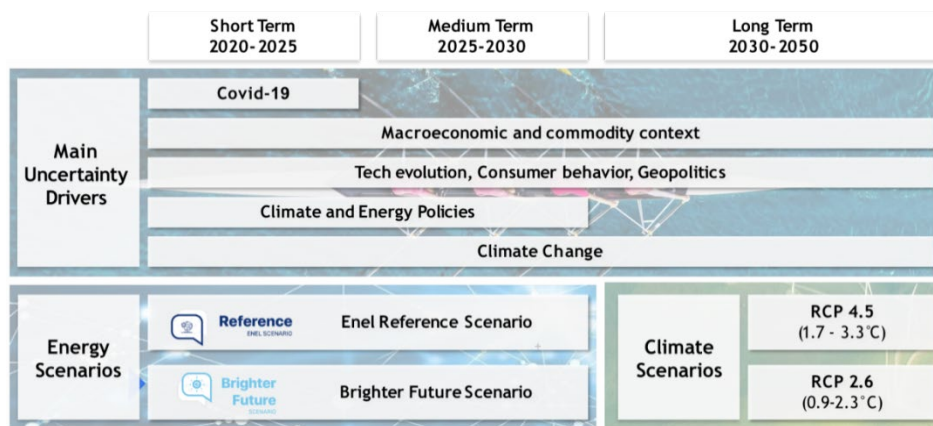 Short Term
2020-2025
Medium Term
2025-2030
Long Term
2030-2050
Main
Uncertainty
Drivers
Covid-19
Macroeconomic and commodity context
Tech evolution, Consumer behavior, Geopolitics
Climate and Energy Policies
Climate Change
Energy
Scenarios
Reference
ENEL SCENARIO
Enel Reference Scenario
Brighter
Future
SCENARIO
Brighter Future Scenario
Climate
Scenarios
RCP 4.5
(1.7 - 3.3°C)
RCP 2.6
(0.9-2.3°C)